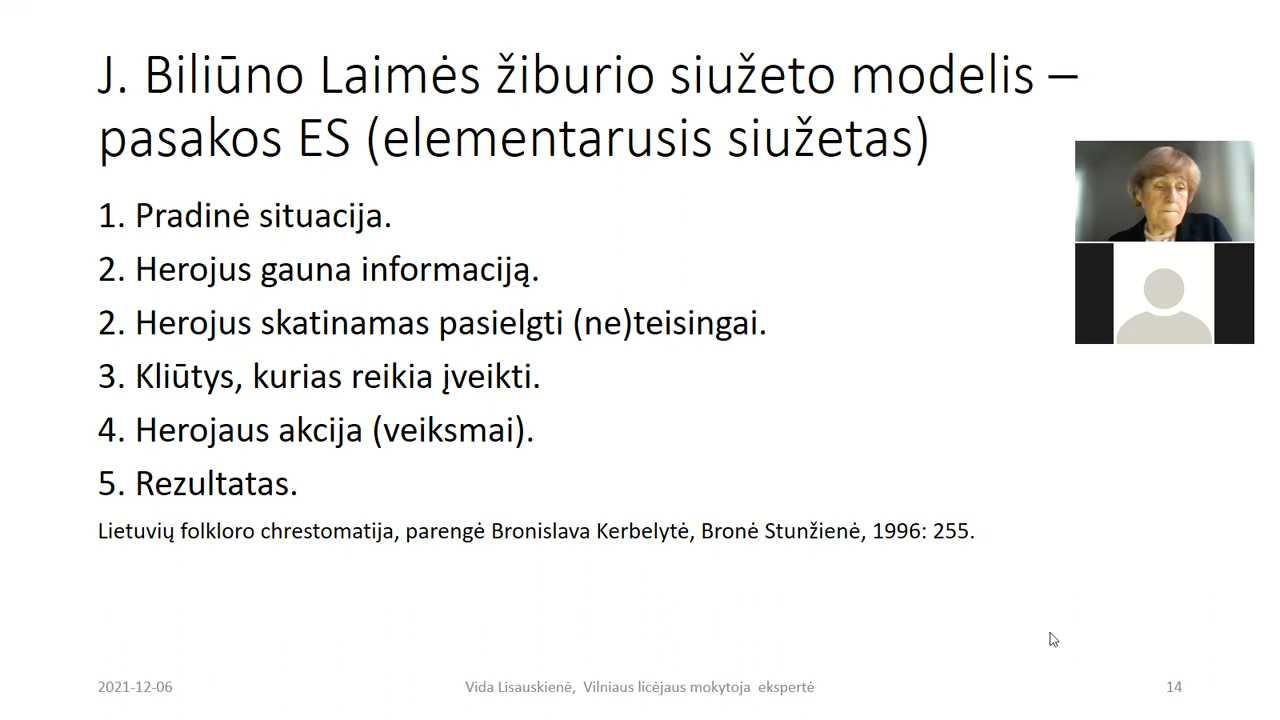 J. Biliūno Laimės žiburio siužeto modelis –
pasakos ES (elementarusis siužetas)
1. Pradinė situacija.
2. Herojus gauna informaciją.
2. Herojus skatinamas pasielgti (ne)teisingai.
3. Kliūtys, kurias reikia įveikti.
4. Herojaus akcija (veiksmai).
5. Rezultatas.
Lietuvių folkloro chrestomatija, parengė Bronislava Kerbelytė, Bronė Stunžienė, 1996: 255.
2021-12-06
Vida Lisauskienė, Vilniaus licėjaus mokytoja ekspertė
14